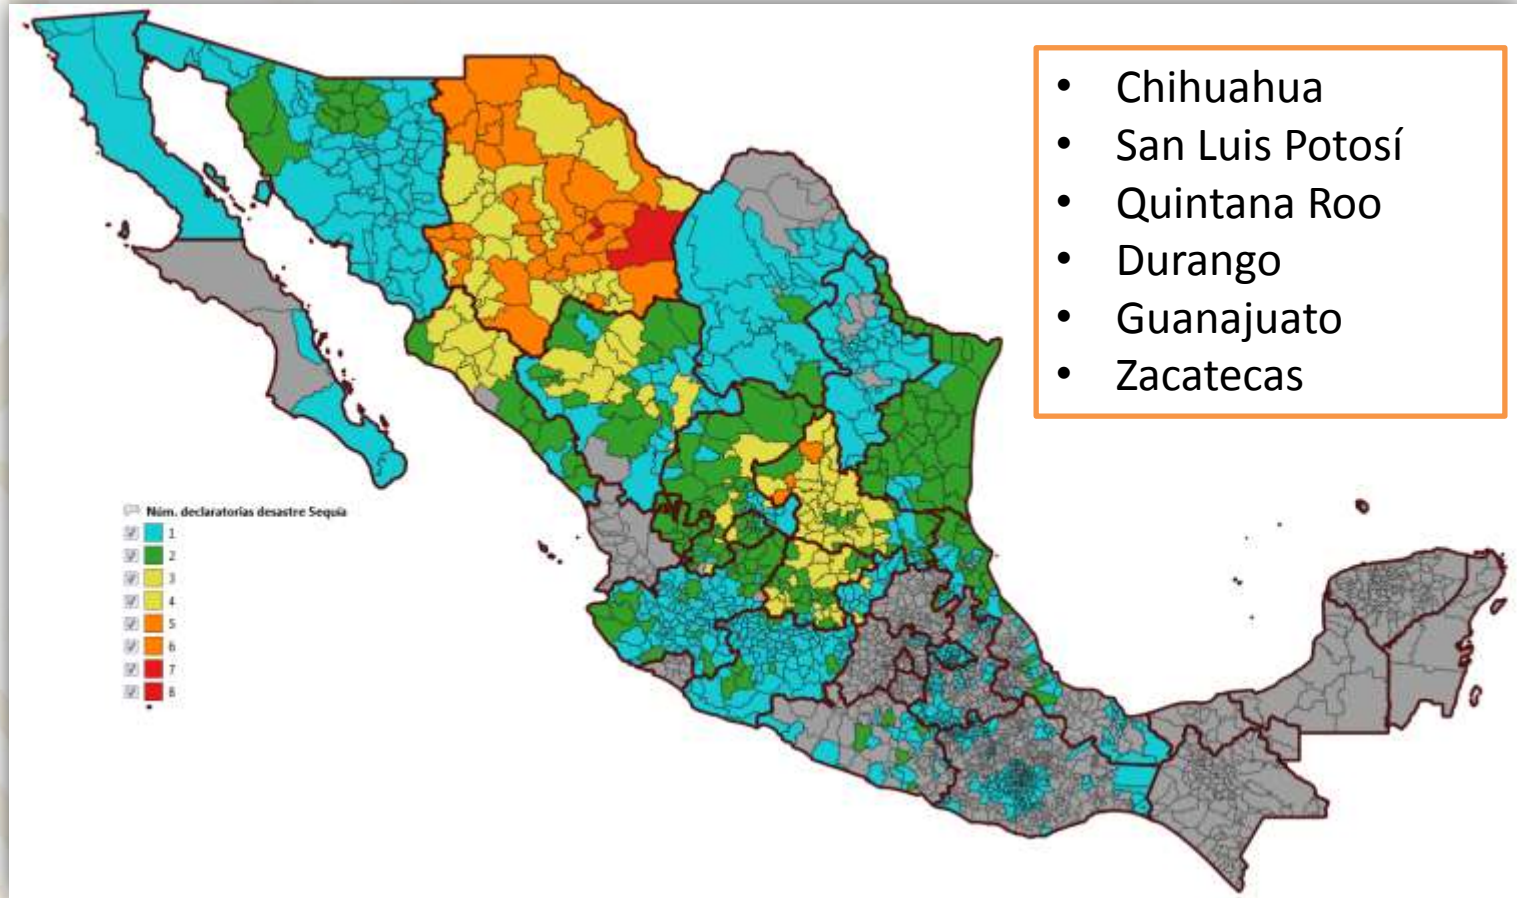 • Chihuahua
• San Luis Potosí
• Quintana Roo
• Durango
• Guanajuato
• Zacatecas
Núm. declaratorias desastre Sequía
1
2
3
4
5
6
7
8